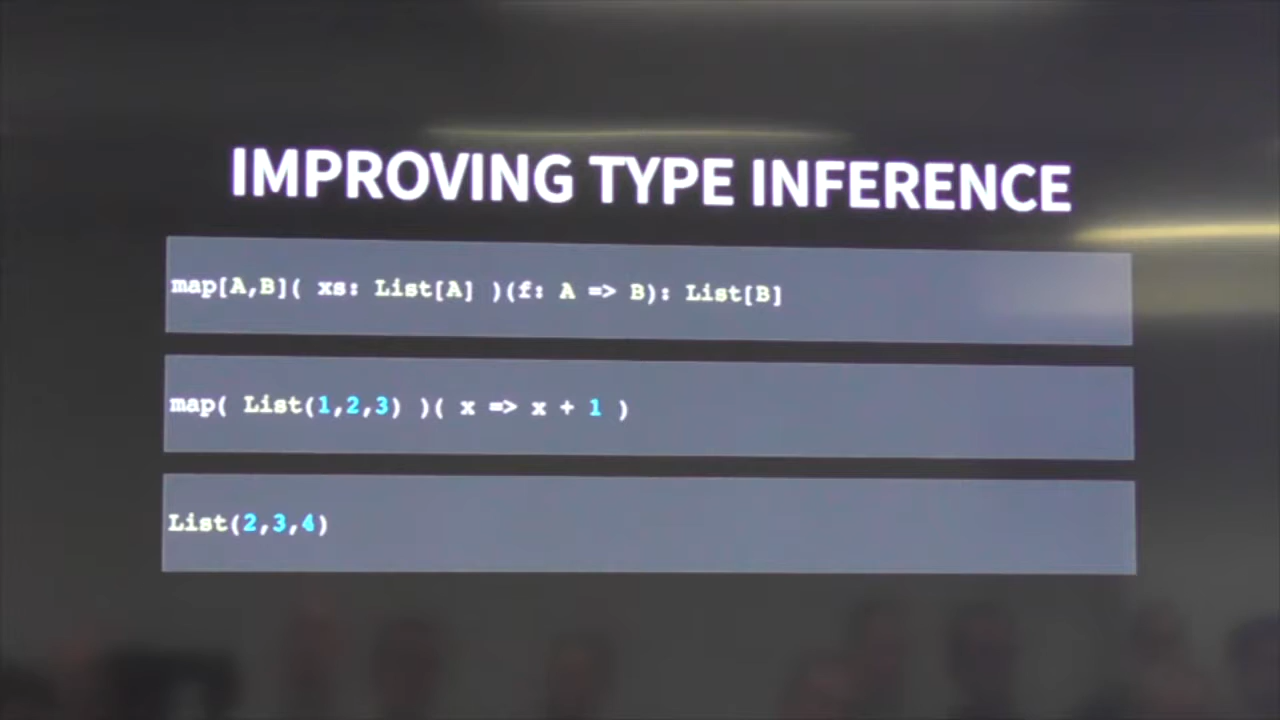 IMPROVING TYPE INFERENCE
map[A,B]( xs: List[A] )(f: A => B): List[B]
map( List(1,2,3) )( x => x + 1 )
List(2,3,4)